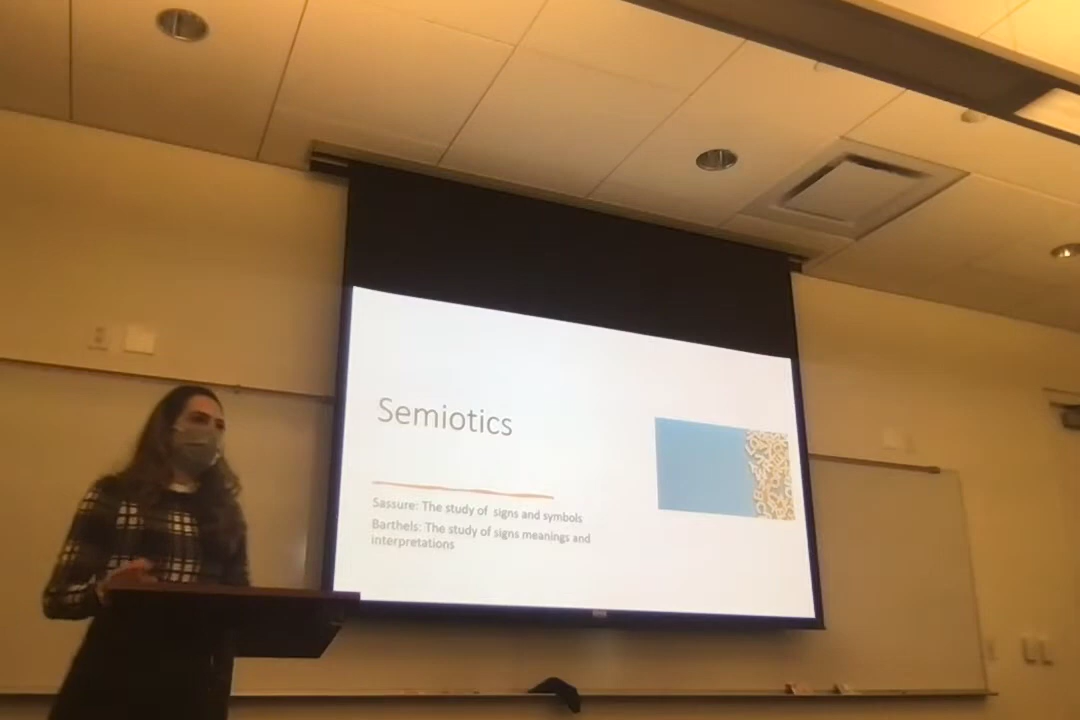 Semiotics
Sassure: The study of signs and symbols
Barthels: The study of signs meanings and
interpretations